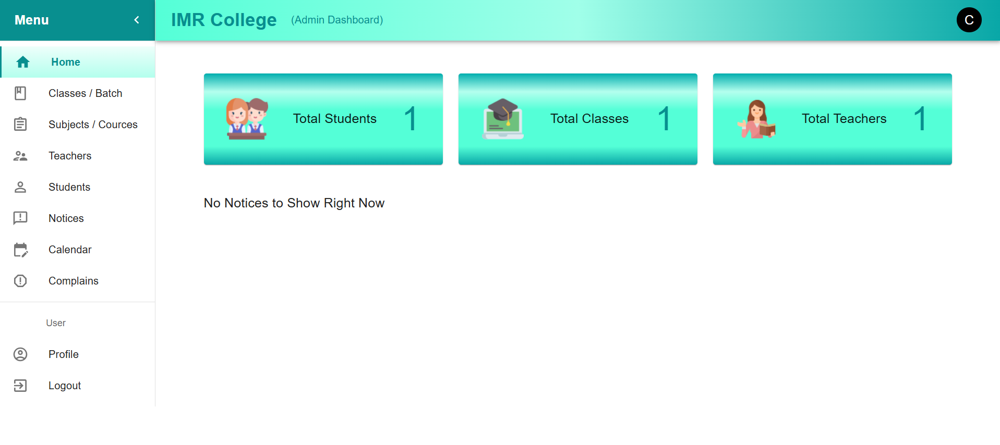 Menu
IMR College (Admin Dashboard)
C
Home
Classes / Batch
Subjects / Cources
Teachers
Students
Notices
Calendar
Complains
User
Profile
Logout
Total Students 1
Total Classes 1
Total Teachers 1
No Notices to Show Right Now